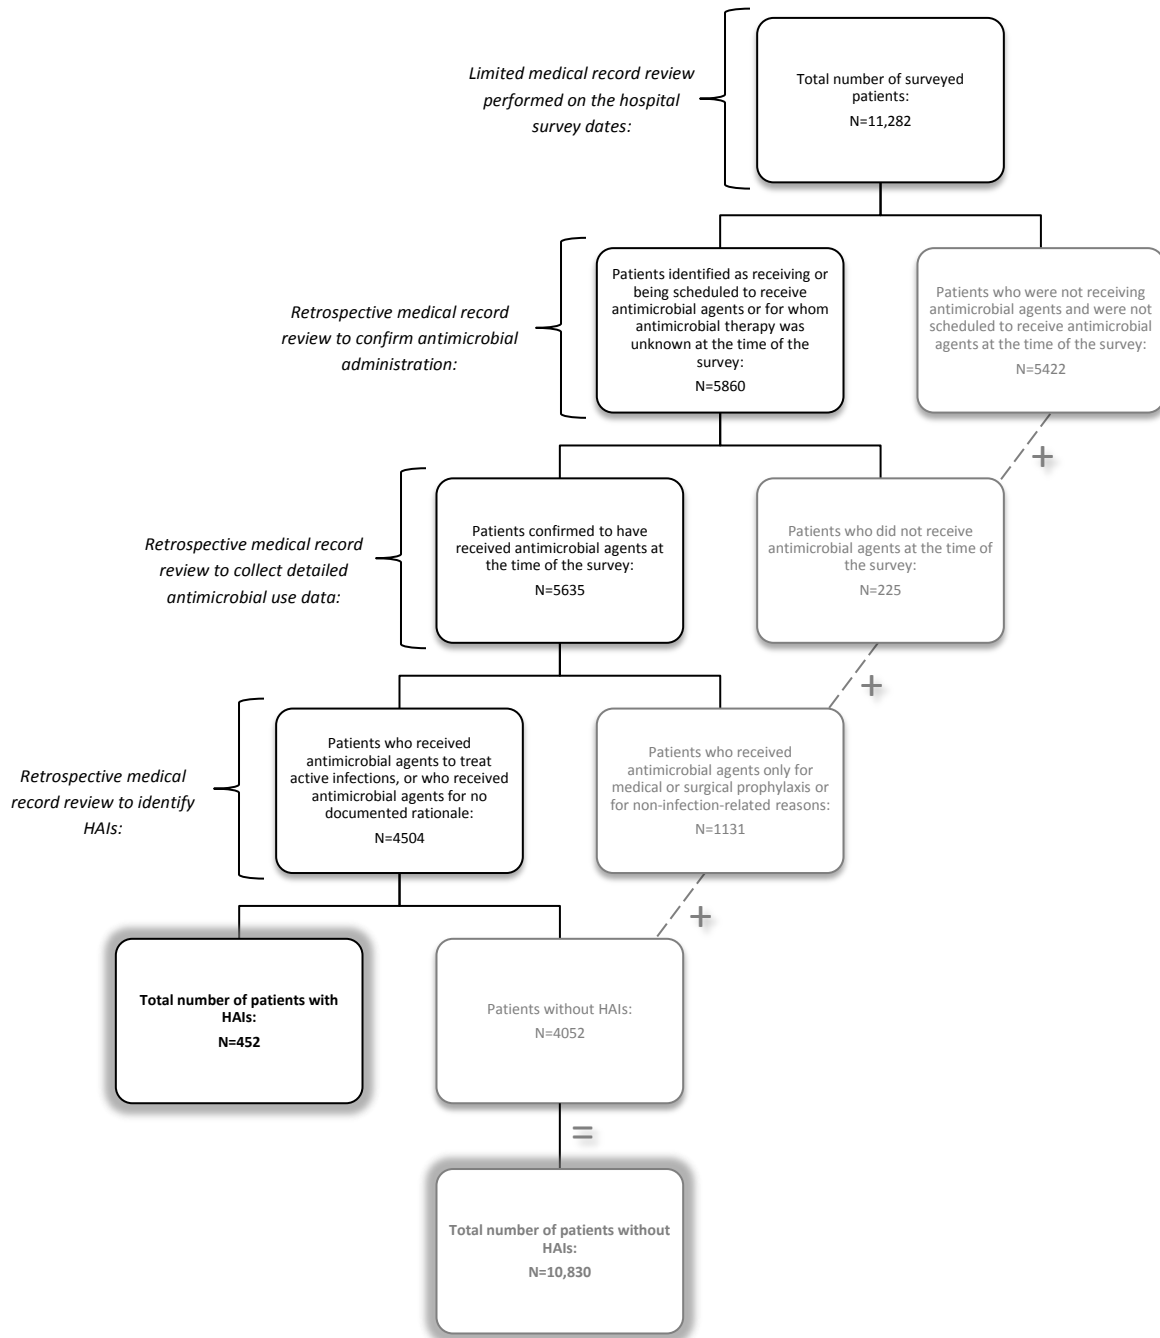 Limited medical record review
performed on the hospital
survey dates:
Total number of surveyed
patients:
N=11,282
Retrospective medical record
review to confirm antimicrobial
administration:
Patients identified as receiving or
being scheduled to receive
antimicrobial agents or for whom
antimicrobial therapy was
unknown at the time of the
survey:
N=5860
Patients who were not receiving
antimicrobial agents and were not
scheduled to receive antimicrobial
agents at the time of the survey:
N=5422
+
Retrospective medical record
review to collect detailed
antimicrobial use data:
Patients confirmed to have
received antimicrobial agents at
the time of the survey:
N=5635
Patients who did not receive
antimicrobial agents at the time of
the survey:
N=225
+
Retrospective medical
record review to identify
HAIs:
Patients who received
antimicrobial agents to treat
active infections, or who received
antimicrobial agents for no
documented rationale:
N=4504
Patients who received
antimicrobial agents only for
medical or surgical prophylaxis or
for non-infection-related reasons:
N=1131
+
Total number of patients with
HAIs:
N=452
Patients without HAIs:
N=4052
=
Total number of patients without
HAIs:
N=10,830